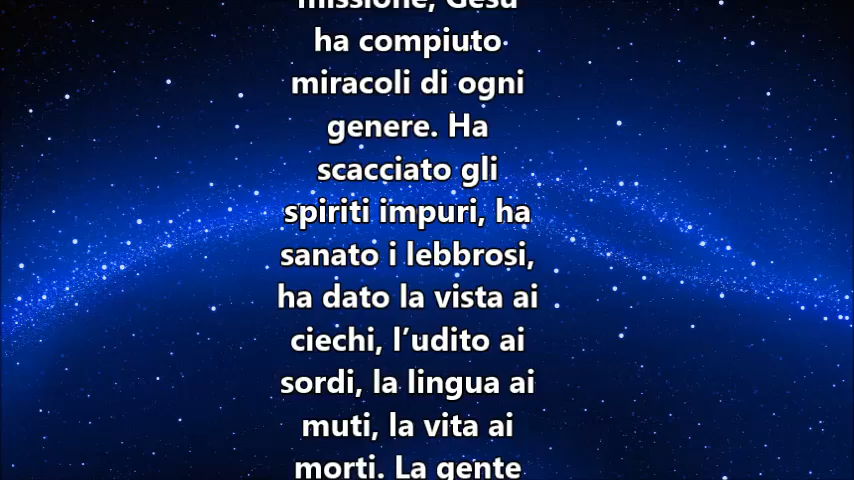 missione, Gesù
ha compiuto
miracoli di ogni
genere. Ha
scacciato gli
spiriti impuri, ha
sanato i lebbrosi,
ha dato la vista ai
ciechi, l’udito ai
sordi, la lingua ai
muti, la vita ai
morti. La gente